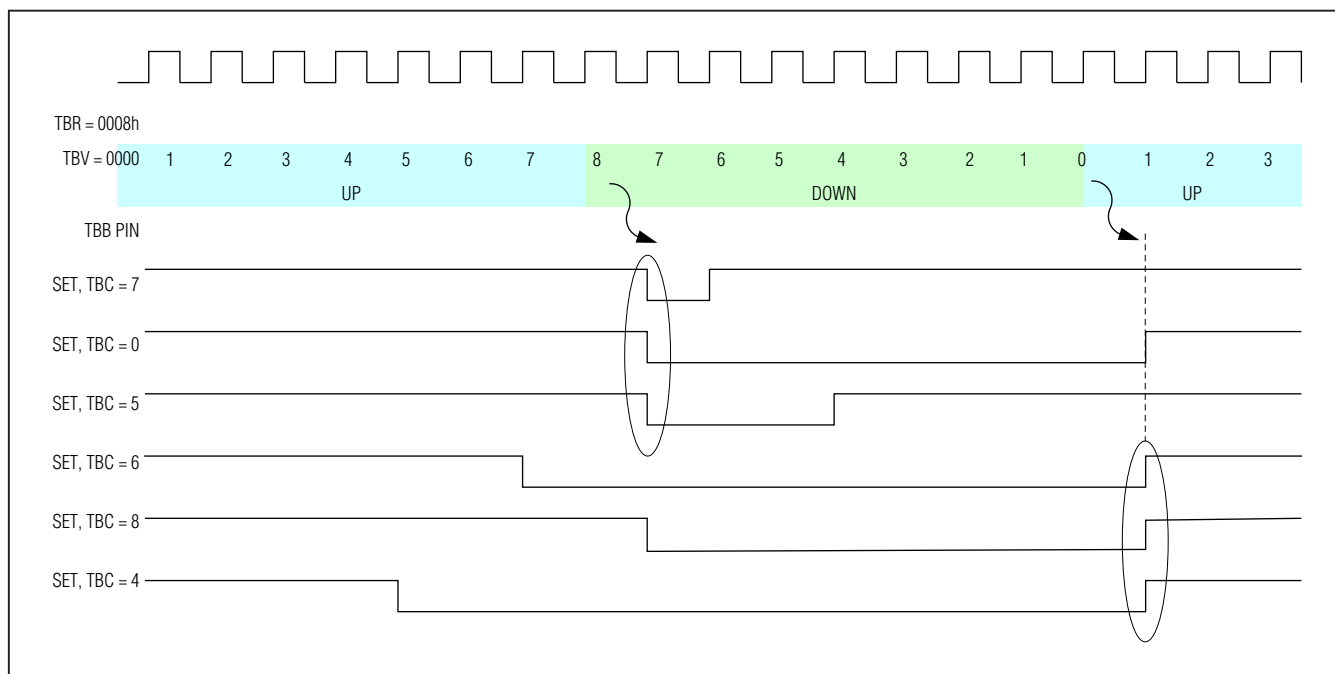 TBR = 0008h
TBV = 0000 1 2 3 4 5 6 7 8 7 6 5 4 3 2 1 0 1 2 3
UP DOWN UP
TBB PIN
SET, TBC = 7
SET, TBC = 0
SET, TBC = 5
SET, TBC = 6
SET, TBC = 8
SET, TBC = 4